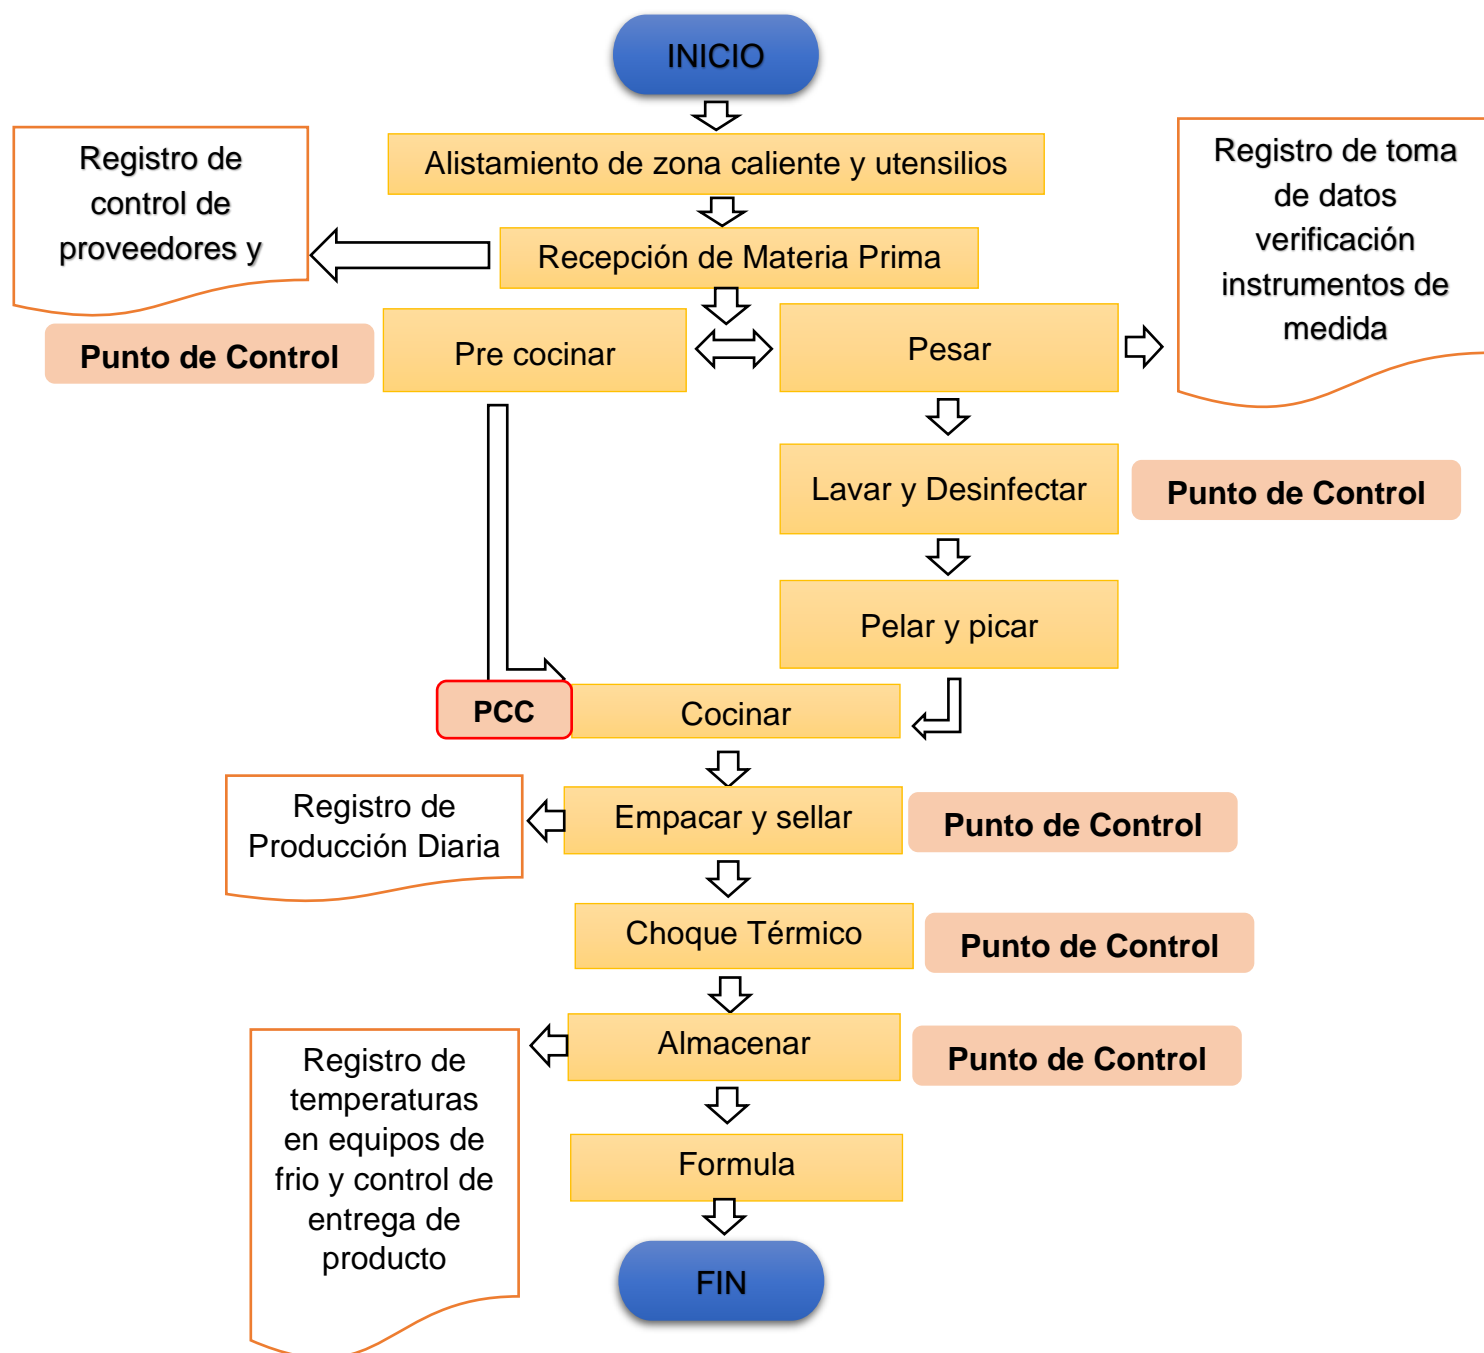 INICIO
Registro de
control de
proveedores y
Alistamiento de zona caliente y utensilios
Registro de toma
de datos
verificación
instrumentos de
medida
Recepción de Materia Prima
Punto de Control
Pre cocinar
Pesar
Lavar y Desinfectar
Punto de Control
Pelar y picar
PCC
Cocinar
Registro de
Producción Diaria
Empacar y sellar
Punto de Control
Choque Térmico
Punto de Control
Almacenar
Punto de Control
Registro de
temperaturas
en equipos de
frio y control de
entrega de
producto
Formula
FIN